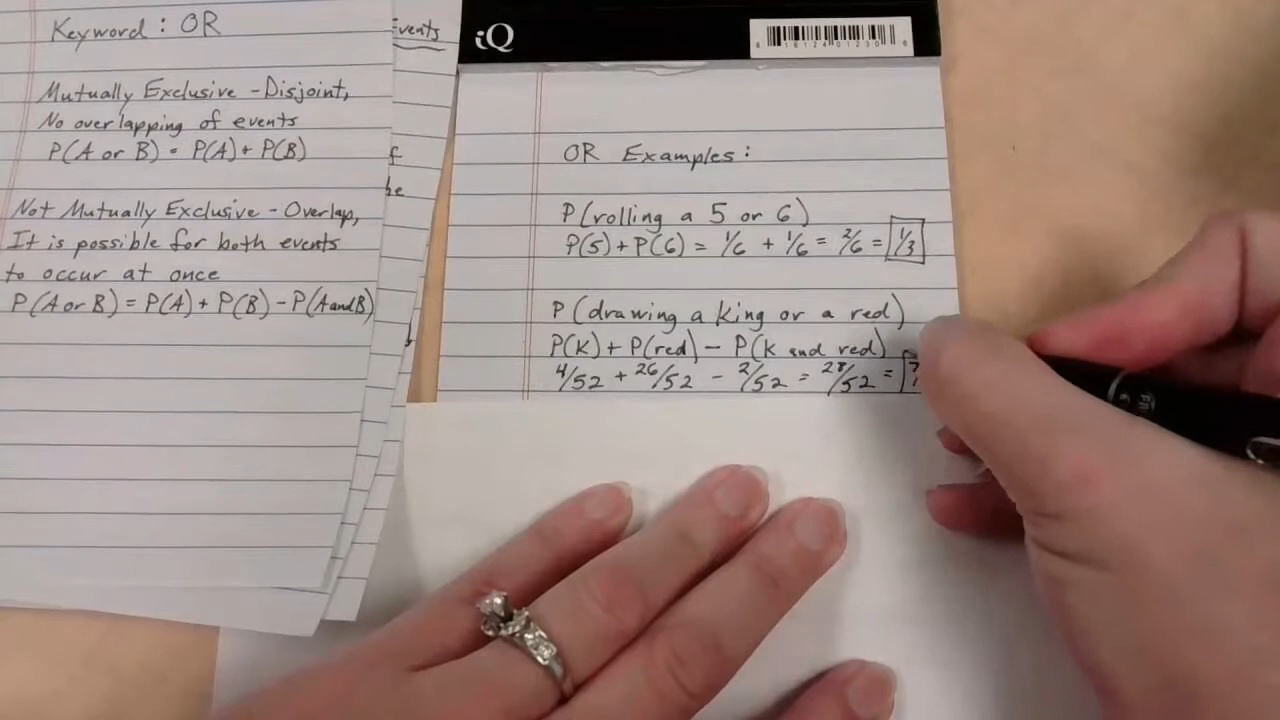 Keyword: OR
Mutually Exclusive - Disjoint,
No overlapping of events
P(A or B) = P(A) + P(B)
Not Mutually Exclusive - Overlap,
It is possible for both events
to occur at once
P(A or B) = P(A) + P(B) - P(A and B)
Events
f
be
iQ
OR Examples:
P(rolling a 5 or 6)
P(5) + P(6) = 1/6 + 1/6 = 2/6 = 1/3
P(drawing a king or a red)
P(K) + P(red) - P(K and red)
4/52 + 26/52 - 2/52 = 28/52 = 7